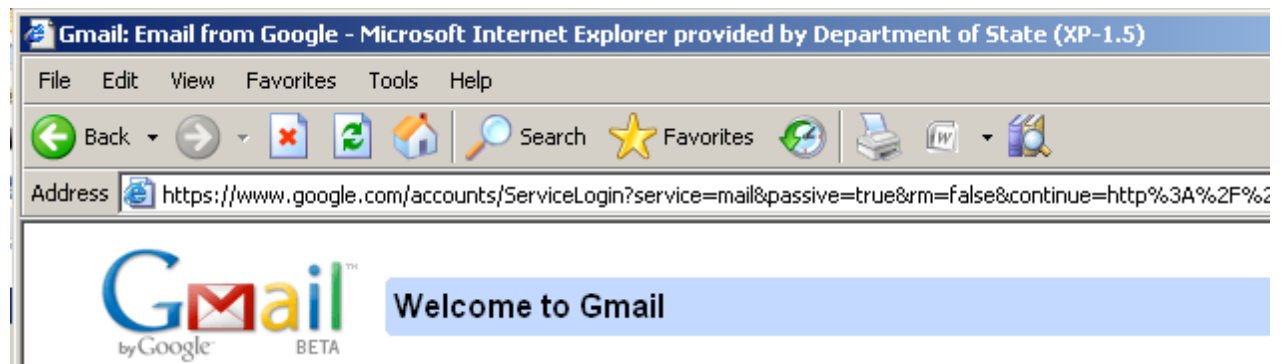 Gmail: Email from Google - Microsoft Internet Explorer provided by Department of State (XP-1.5)
File Edit View Favorites Tools Help
Back Search Favorites W
Address https://www.google.com/accounts/ServiceLogin?service=mail&passive=true&rm=false&continue=http%3A%2F%2
Gmail™ Welcome to Gmail
by Google BETA